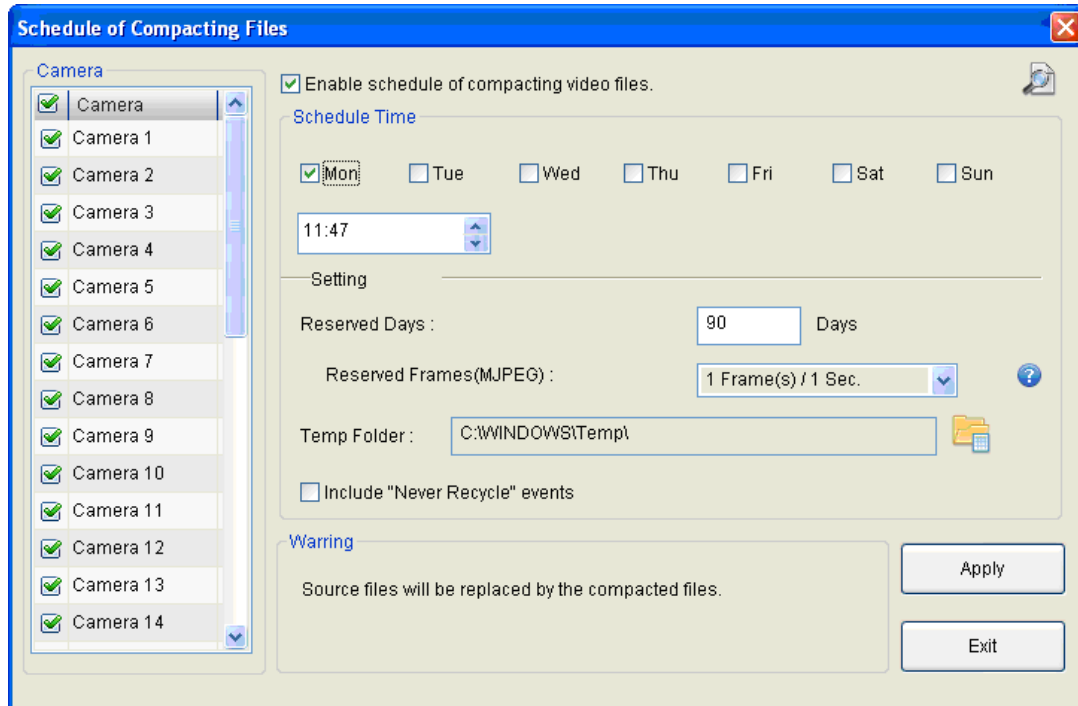 Schedule of Compacting Files
Camera
Camera
Camera 1
Camera 2
Camera 3
Camera 4
Camera 5
Camera 6
Camera 7
Camera 8
Camera 9
Camera 10
Camera 11
Camera 12
Camera 13
Camera 14
Enable schedule of compacting video files.
Schedule Time
Mon Tue Wed Thu Fri Sat Sun
11:47
Setting
Reserved Days : 90 Days
Reserved Frames(MJPEG) : 1 Frame(s) / 1 Sec. ?
Temp Folder : C:\WINDOWS\Temp\
Include "Never Recycle" events
Warring
Source files will be replaced by the compacted files.
Apply
Exit